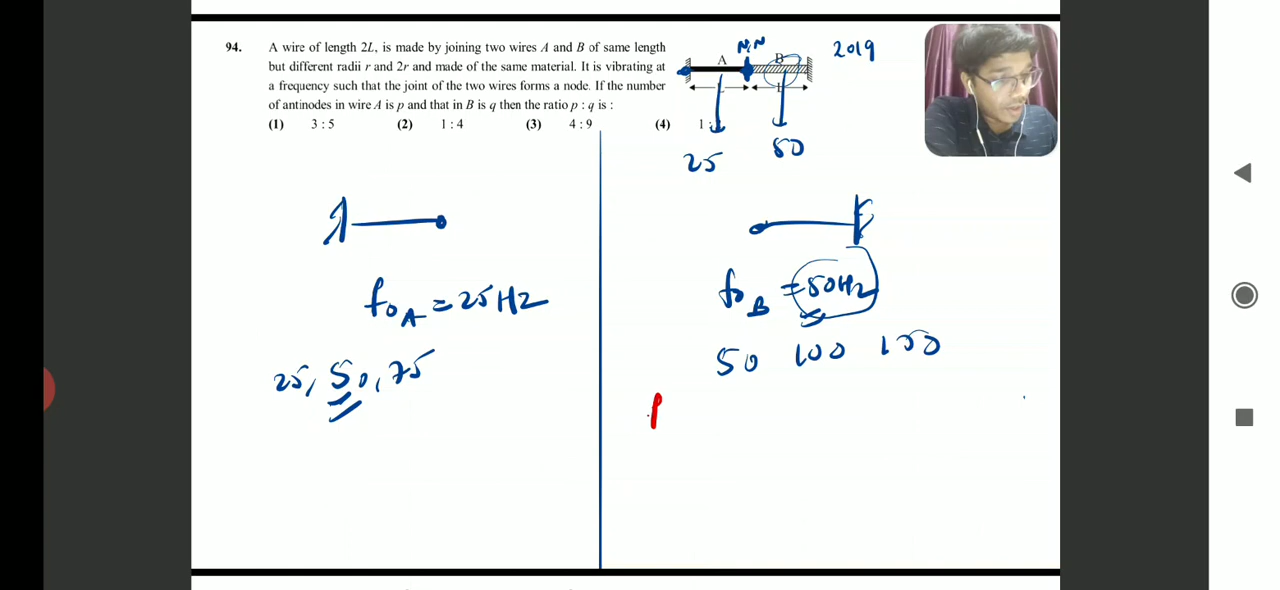 94. A wire of length 2L, is made by joining two wires A and B of same length
but different radii r and 2r and made of the same material. It is vibrating at
a frequency such that the joint of the two wires forms a node. If the number
of antinodes in wire A is p and that in B is q then the ratio p : q is :
(1) 3 : 5 (2) 1 : 4 (3) 4 : 9 (4) 1 :
A B
L
N, N
2019
25 50
f0A = 25Hz
25, 50, 75
f0B = 50Hz
50 100 150
P